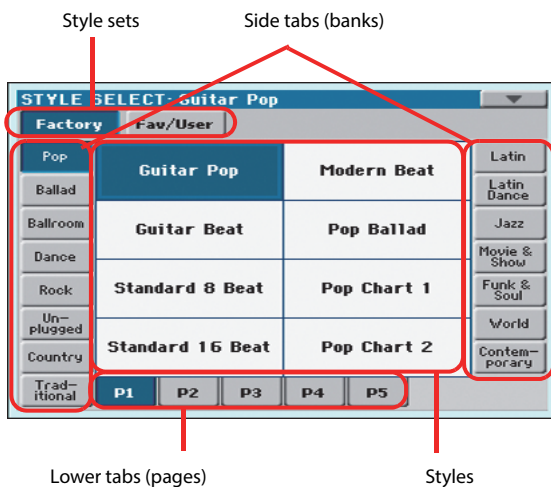 Style sets
Side tabs (banks)
STYLE SELECT-Guitar Pop
Factory
Fav/User
Pop
Ballad
Ballroom
Dance
Rock
Un-
plugged
Country
Trad-
itional
Guitar Pop
Modern Beat
Guitar Beat
Pop Ballad
Standard 8 Beat
Pop Chart 1
Standard 16 Beat
Pop Chart 2
Latin
Latin
Dance
Jazz
Movie &
Show
Funk &
Soul
World
Contem-
porary
P1
P2
P3
P4
P5
Lower tabs (pages)
Styles